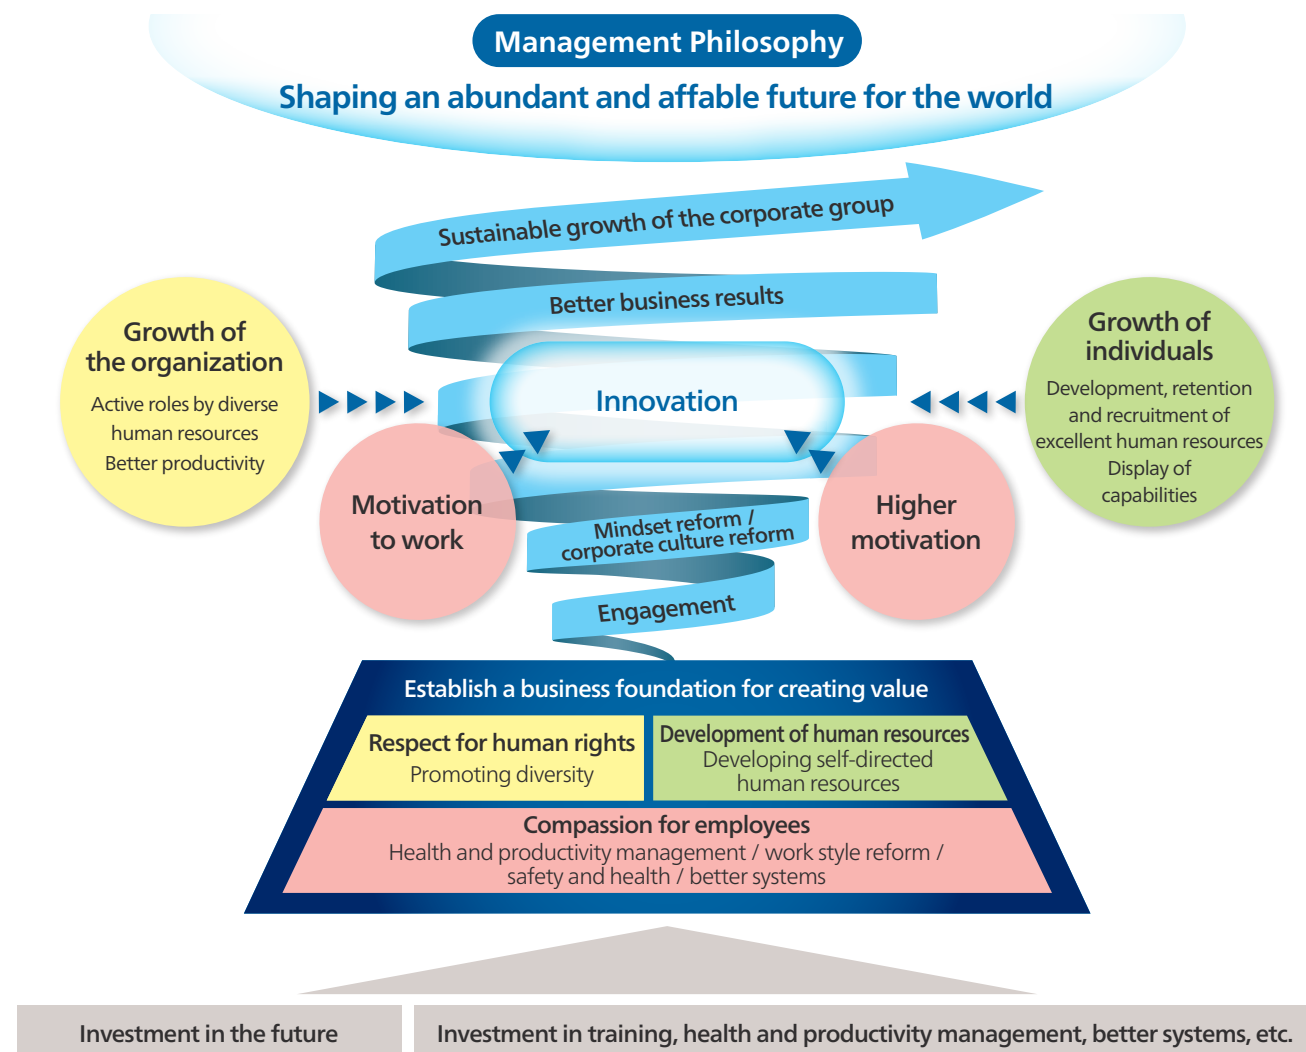 Management Philosophy
Shaping an abundant and affable future for the world
Sustainable growth of the corporate group
Better business results
Growth of
the organization
Active roles by diverse
human resources
Better productivity
Innovation
Growth of
individuals
Development, retention
and recruitment of
excellent human resources
Display of
capabilities
Motivation
to work
Higher
motivation
Mindset reform /
corporate culture reform
Engagement
Establish a business foundation for creating value
Respect for human rights
Promoting diversity
Development of human resources
Developing self-directed
human resources
Compassion for employees
Health and productivity management / work style reform /
safety and health / better systems
Investment in the future
Investment in training, health and productivity management, better systems, etc.